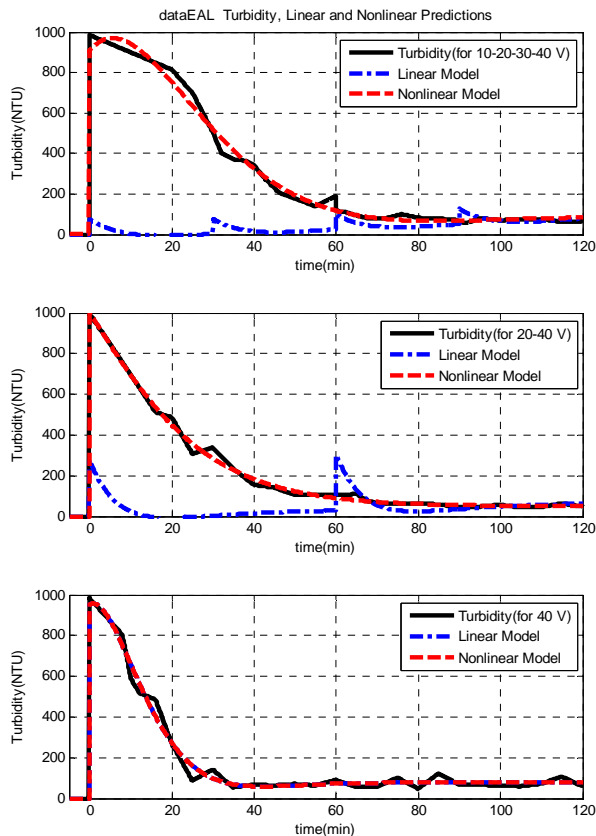 dataEAL Turbidity, Linear and Nonlinear Predictions
1000
800
600
400
200
0
Turbidity(NTU)
Turbidity(for 10-20-30-40 V)
Linear Model
Nonlinear Model
0 20 40 60 80 100 120
time(min)
1000
800
600
400
200
0
Turbidity(NTU)
Turbidity(for 20-40 V)
Linear Model
Nonlinear Model
0 20 40 60 80 100 120
time(min)
1000
800
600
400
200
0
Turbidity(NTU)
Turbidity(for 40 V)
Linear Model
Nonlinear Model
0 20 40 60 80 100 120
time(min)